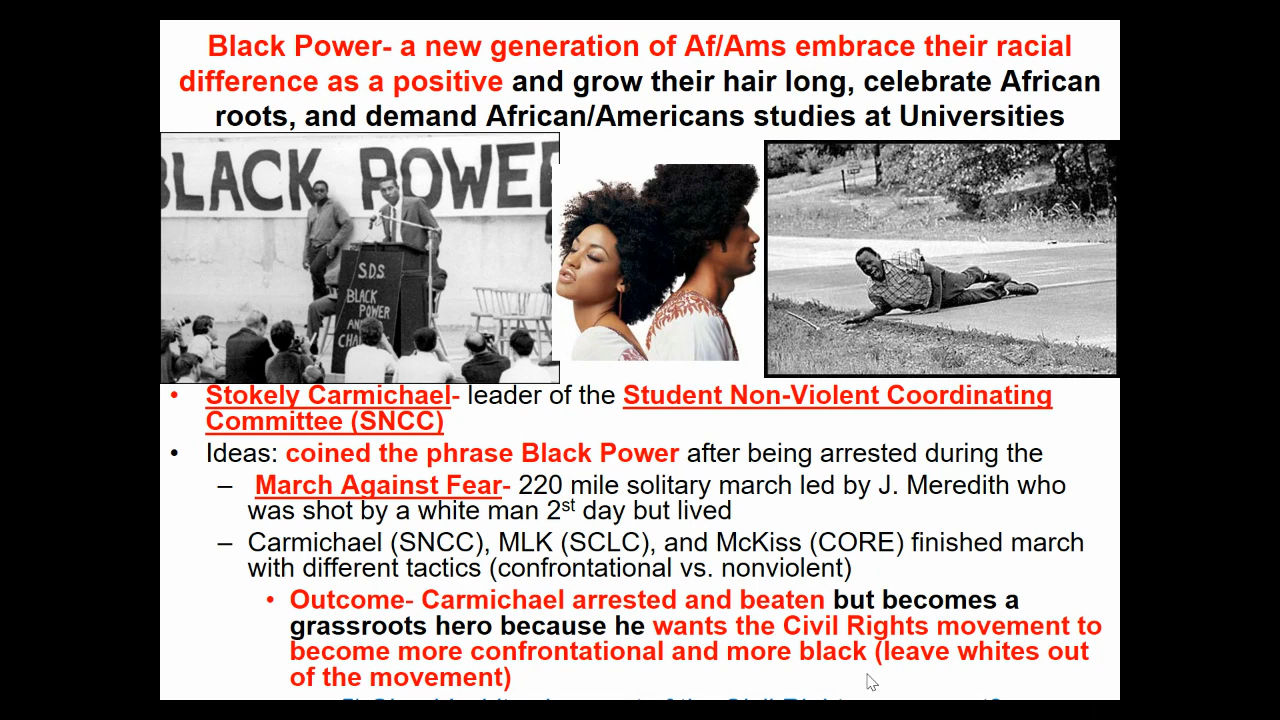 Black Power- a new generation of Af/Ams embrace their racial
difference as a positive and grow their hair long, celebrate African
roots, and demand African/Americans studies at Universities
BLACK POWER
S.D.S
BLACK
POWER
AND
CHA
• Stokely Carmichael- leader of the Student Non-Violent Coordinating
Committee (SNCC)
• Ideas: coined the phrase Black Power after being arrested during the
– March Against Fear- 220 mile solitary march led by J. Meredith who
was shot by a white man 2st day but lived
– Carmichael (SNCC), MLK (SCLC), and McKiss (CORE) finished march
with different tactics (confrontational vs. nonviolent)
• Outcome- Carmichael arrested and beaten but becomes a
grassroots hero because he wants the Civil Rights movement to
become more confrontational and more black (leave whites out
of the movement)